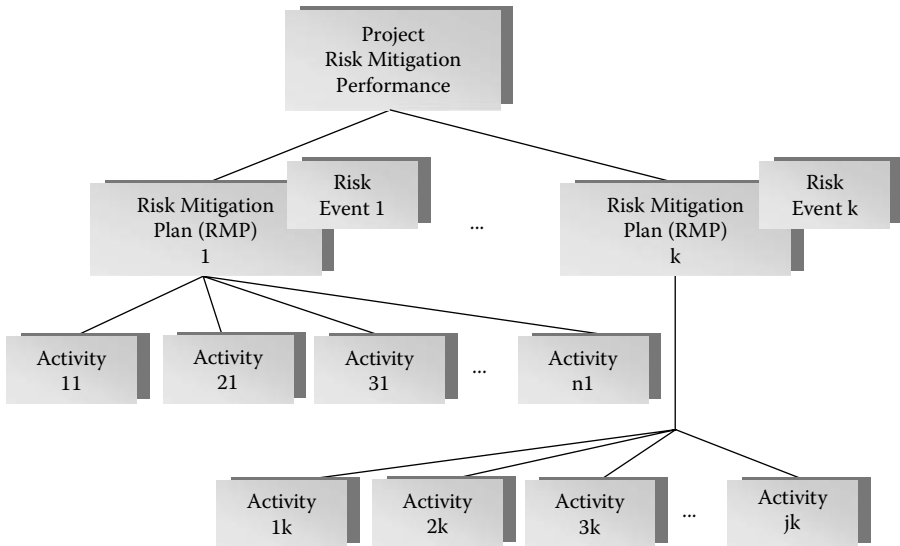 Project
Risk Mitigation
Performance
Risk Mitigation
Plan (RMP)
1
Risk
Event 1
...
Risk Mitigation
Plan (RMP)
k
Risk
Event k
Activity
11
Activity
21
Activity
31
...
Activity
n1
Activity
1k
Activity
2k
Activity
3k
...
Activity
jk